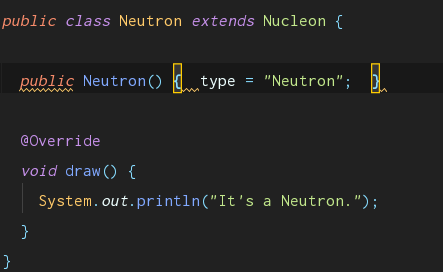 public class Neutron extends Nucleon {
public Neutron() {  type = "Neutron";  }
@Override
void draw() {
System.out.println("It's a Neutron.");
}
}